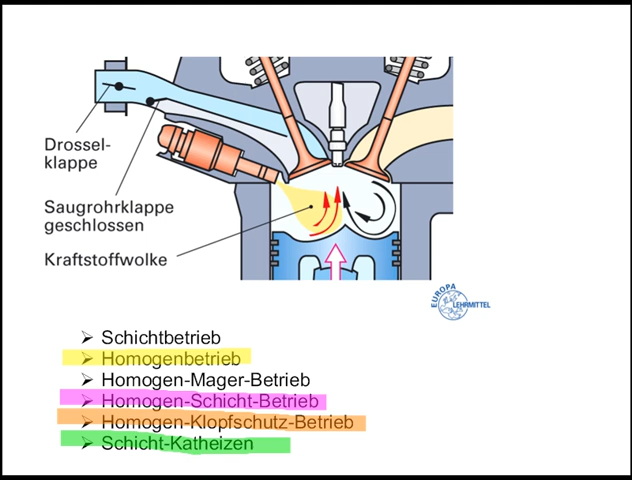 Drossel-
klappe
Saugrohrklappe
geschlossen
Kraftstoffwolke
EUROPA
LEHRMITTEL
➢ Schichtbetrieb
➢ Homogenbetrieb
➢ Homogen-Mager-Betrieb
➢ Homogen-Schicht-Betrieb
➢ Homogen-Klopfschutz-Betrieb
➢ Schicht-Katheizen